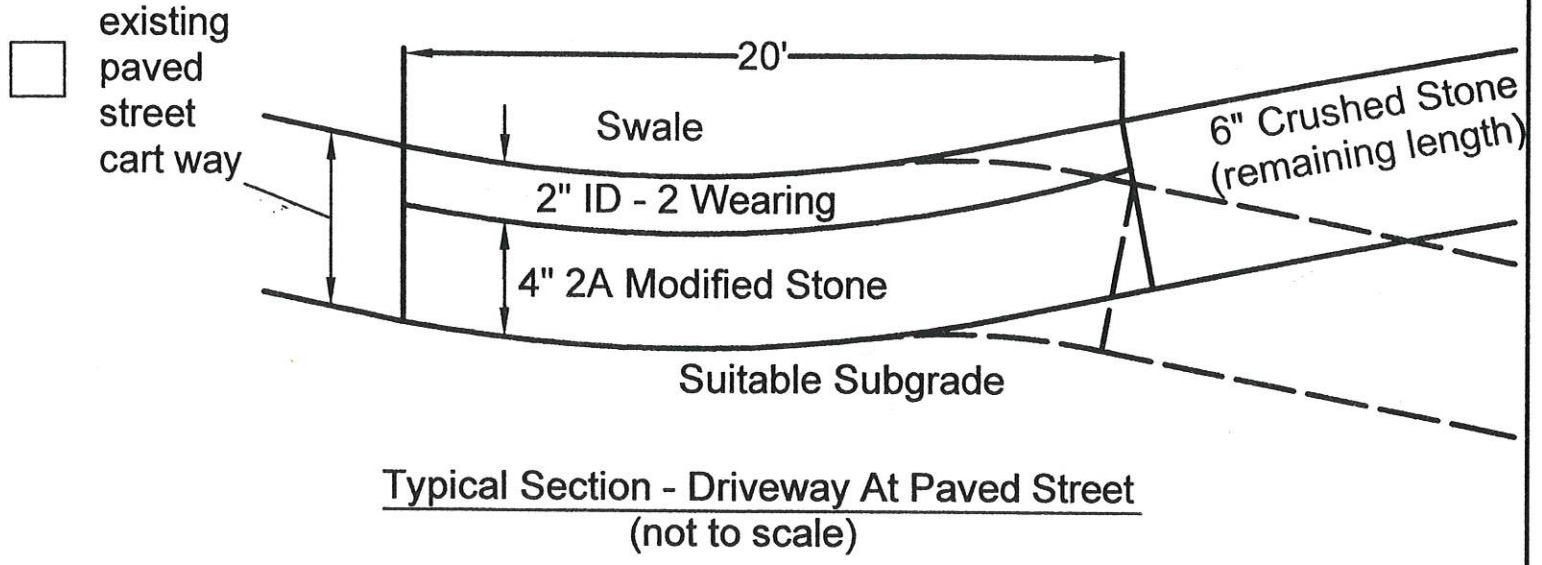 existing
paved
street
cart way
20'
Swale
6" Crushed Stone
(remaining length)
2" ID - 2 Wearing
4" 2A Modified Stone
Suitable Subgrade
Typical Section - Driveway At Paved Street
(not to scale)